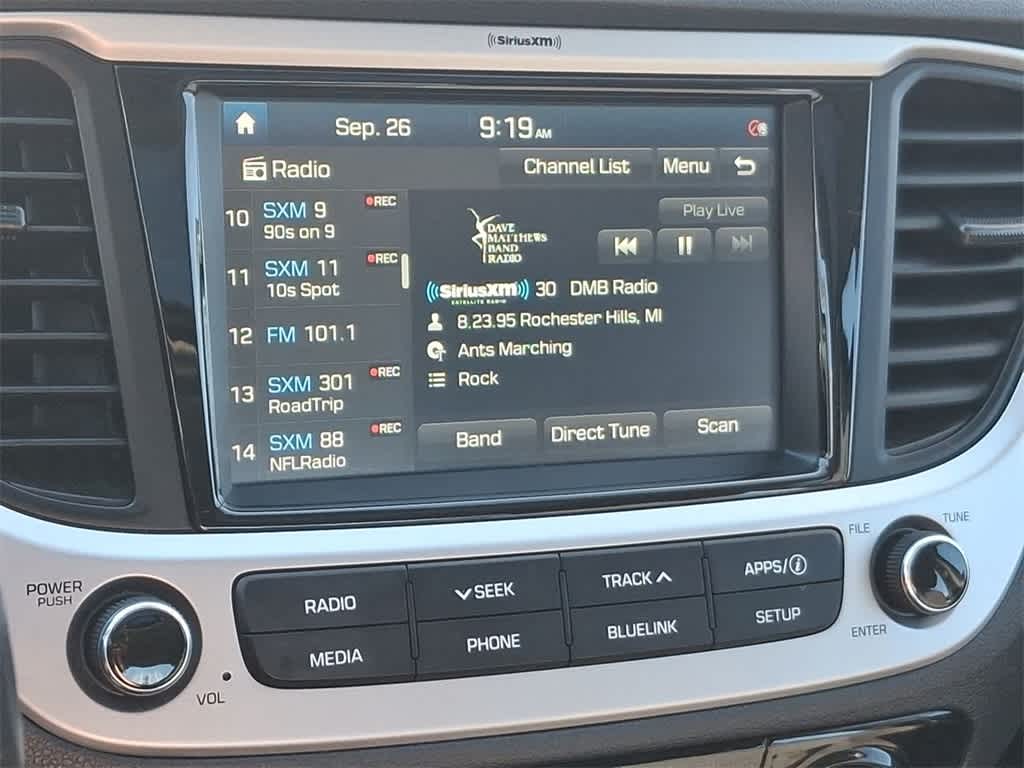 SiriusXM
Sep. 26 9:19 AM
Radio Channel List Menu
10 SXM 9 REC
90s on 9
11 SXM 11 REC
10s Spot
12 FM 101.1
13 SXM 301 REC
RoadTrip
14 SXM 88 REC
NFLRadio
Play Live
DAVE
MATTHEWS
BAND
RADIO
SiriusXM 30 DMB Radio
SATELLITE RADIO
8.23.95 Rochester Hills, MI
Ants Marching
Rock
Band Direct Tune Scan
POWER
PUSH
VOL
RADIO SEEK TRACK APPS/i
MEDIA PHONE BLUELINK SETUP
FILE TUNE
ENTER